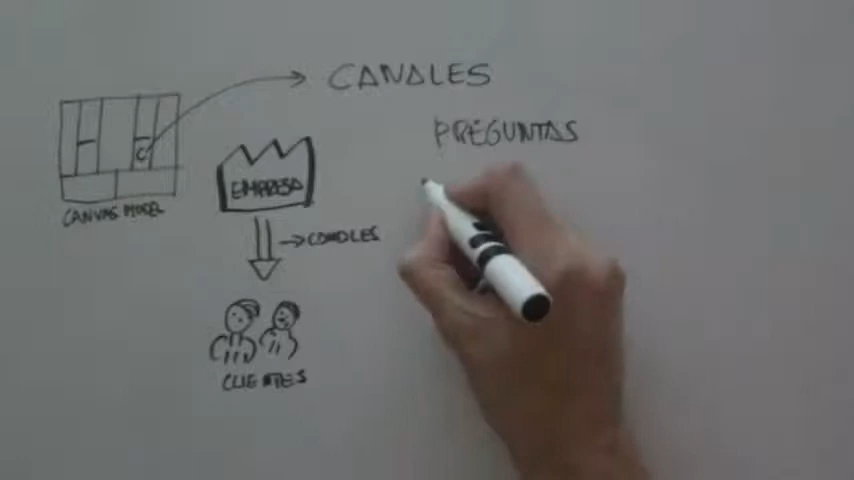 CANALES
PREGUNTAS
C
CANVAS MODEL
EMPRESA
CANALES
CLIENTES